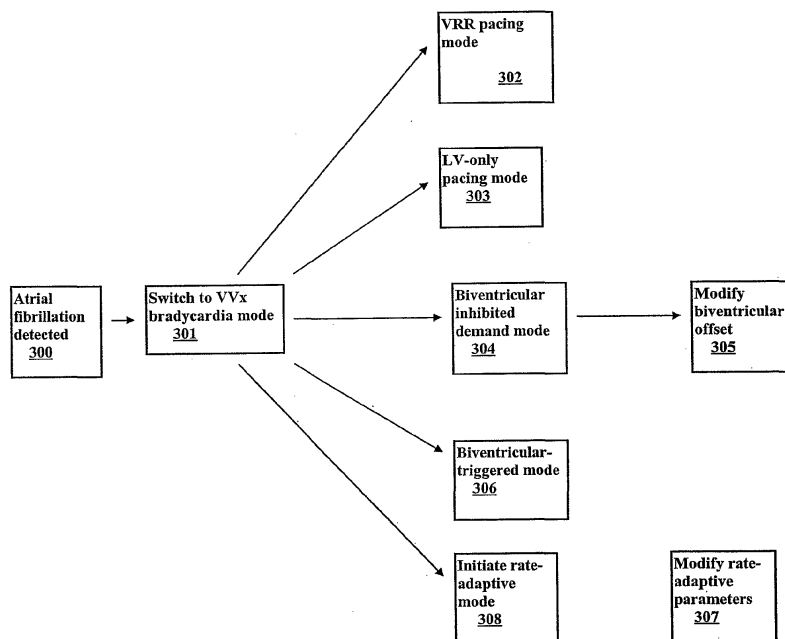 VRR pacing
mode
302
LV-only
pacing mode
303
Atrial
fibrillation
detected
300
Switch to VVx
bradycardia mode
301
Biventricular
inhibited
demand mode
304
Modify
biventricular
offset
305
Biventricular-
triggered mode
306
Initiate rate-
adaptive
mode
308
Modify rate-
adaptive
parameters
307